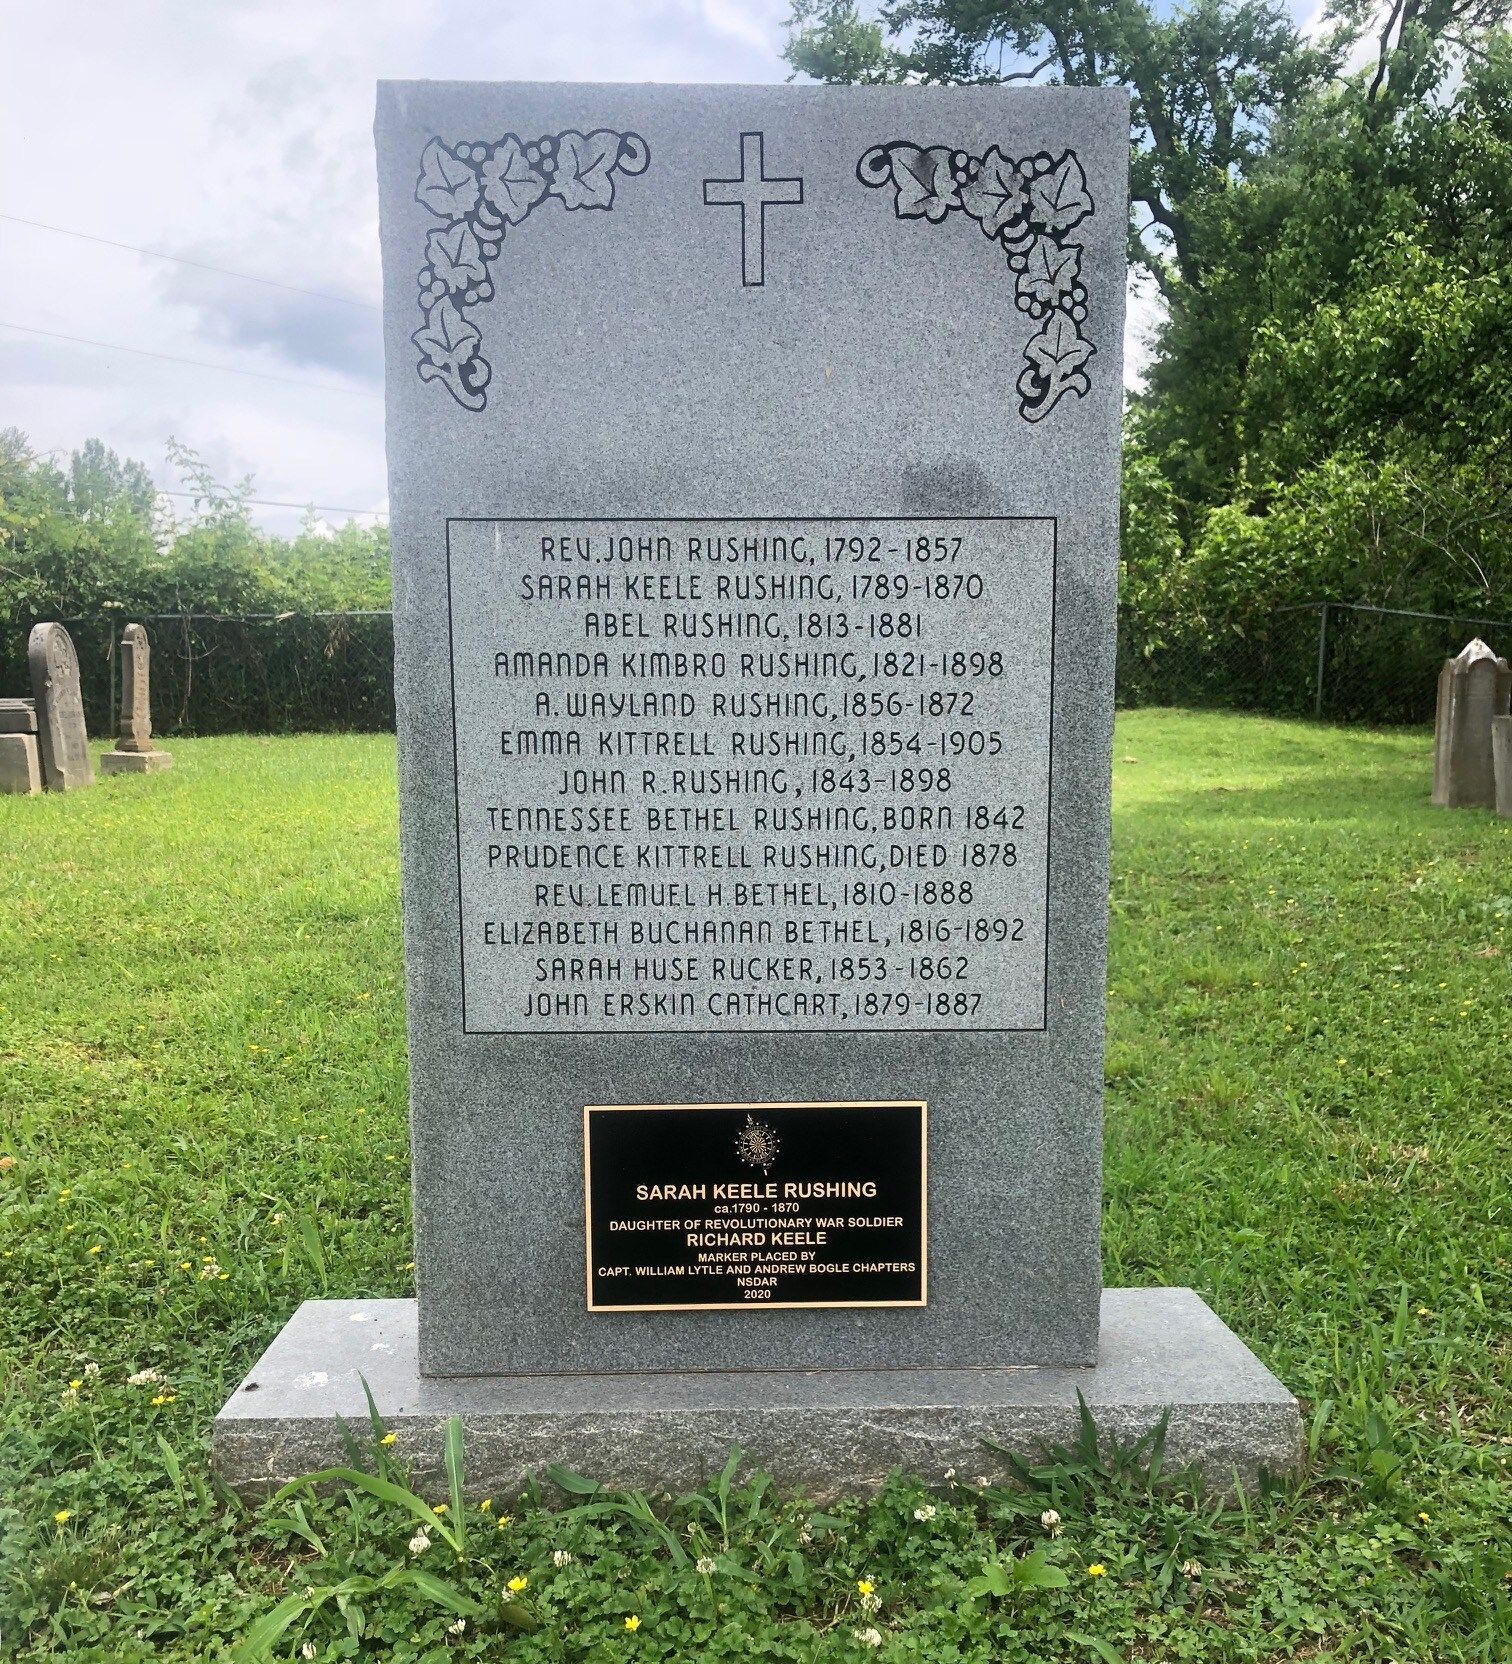 REV. JOHN RUSHING, 1792-1857
SARAH KEELE RUSHING, 1789-1870
ABEL RUSHING, 1813-1881
AMANDA KIMBRO RUSHING, 1821-1898
A. WAYLAND RUSHING, 1856-1872
EMMA KITTRELL RUSHING, 1854-1905
JOHN R. RUSHING, 1843-1898
TENNESSEE BETHEL RUSHING, BORN 1842
PRUDENCE KITTRELL RUSHING, DIED 1878
REV. LEMUEL H. BETHEL, 1810-1888
ELIZABETH BUCHANAN BETHEL, 1816-1892
SARAH HUSE RUCKER, 1853-1862
JOHN ERSKIN CATHCART, 1879-1887
SARAH KEELE RUSHING
ca.1790 - 1870
DAUGHTER OF REVOLUTIONARY WAR SOLDIER
RICHARD KEELE
MARKER PLACED BY
CAPT. WILLIAM LYTLE AND ANDREW BOGLE CHAPTERS
NSDAR
2020